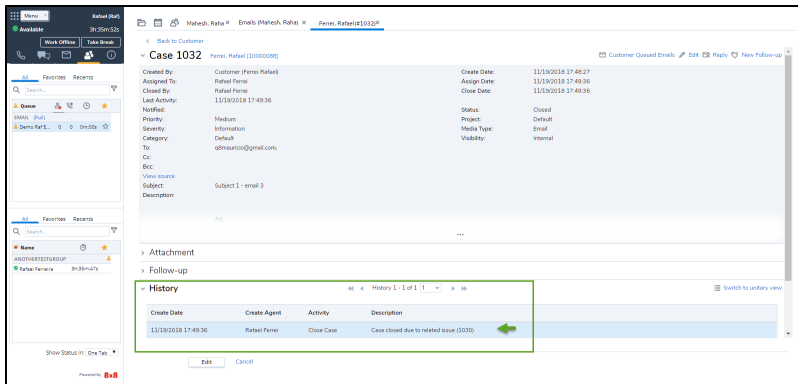 Menu
Rafael (Raf)
Available
3h:35m:52s
Work Offline
Take Break
All Favorites Recents
Search...
Queue
EMAIL (Pull)
Demo Raf E... 0 0 0m:00s
All Favorites Recents
Search...
Name
ANOTHERTESTGROUP
Rafael Ferreira 3h:35m:47s
Show Status in: One Tab
Powered by 8x8
Mahesh, Raha × Emails (Mahesh, Raha) × Ferrei, Rafael(#1032)×
Back to Customer
Case 1032 Ferrei, Rafael (10000088)
Customer Queued Emails Edit Reply New Follow-up
Created By: Customer (Ferrei Rafael) Create Date: 11/19/2018 17:48:27
Assigned To: Rafael Ferrei Assign Date: 11/19/2018 17:49:36
Closed By: Rafael Ferrei Close Date: 11/19/2018 17:49:36
Last Activity: 11/19/2018 17:49:36
Notified: Status: Closed
Priority: Medium Project: Default
Severity: Information Media Type: Email
Category: Default Visibility: Internal
To: q8mauricio@gmail.com,
Cc:
Bcc:
View source
Subject: Subject 1 - email 3
Description:
Att.
...
Attachment
Follow-up
History
History 1 - 1 of 1 1
Switch to unitary view
Create Date Create Agent Activity Description
11/19/2018 17:49:36 Rafael Ferrei Close Case Case closed due to related issue (1030)
Edit Cancel